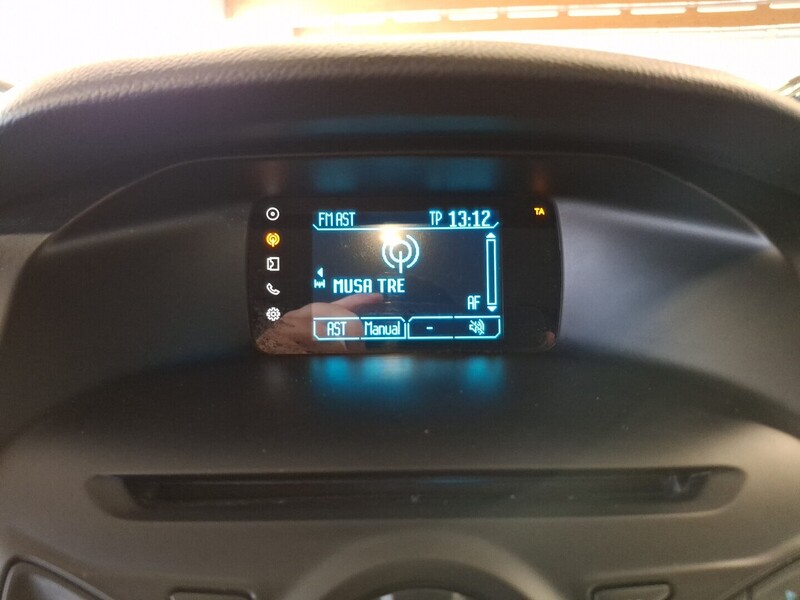 FM AST TP 13:12 TA
MUSA TRE
AF
AST Manual -